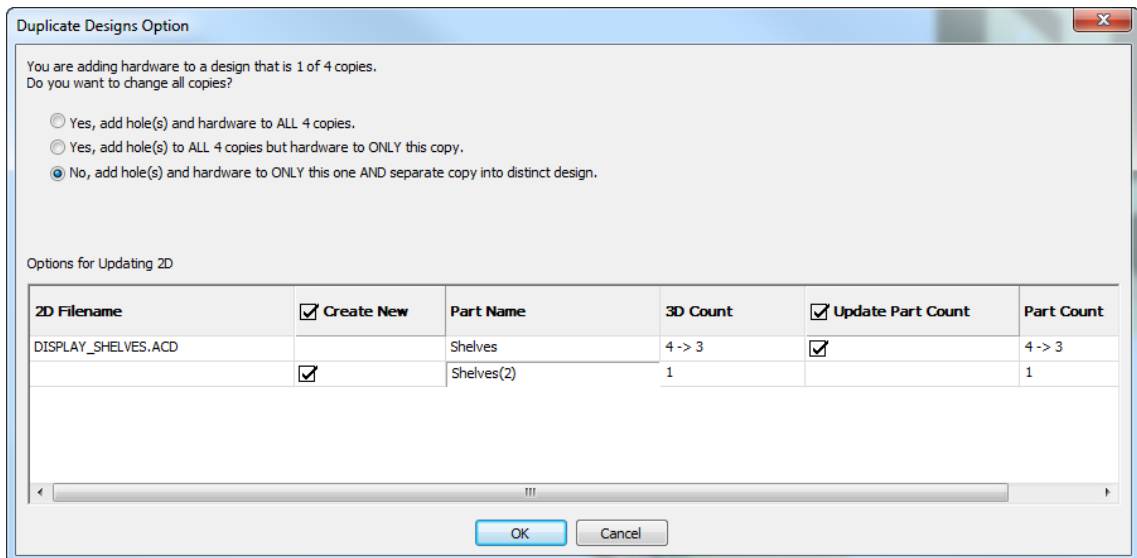 Duplicate Designs Option
You are adding hardware to a design that is 1 of 4 copies.
Do you want to change all copies?
Yes, add hole(s) and hardware to ALL 4 copies.
Yes, add hole(s) to ALL 4 copies but hardware to ONLY this copy.
No, add hole(s) and hardware to ONLY this one AND separate copy into distinct design.
Options for Updating 2D
2D Filename Create New Part Name 3D Count Update Part Count Part Count
DISPLAY_SHELVES.ACD Shelves 4 -> 3 4 -> 3
Shelves(2) 1 1
OK Cancel